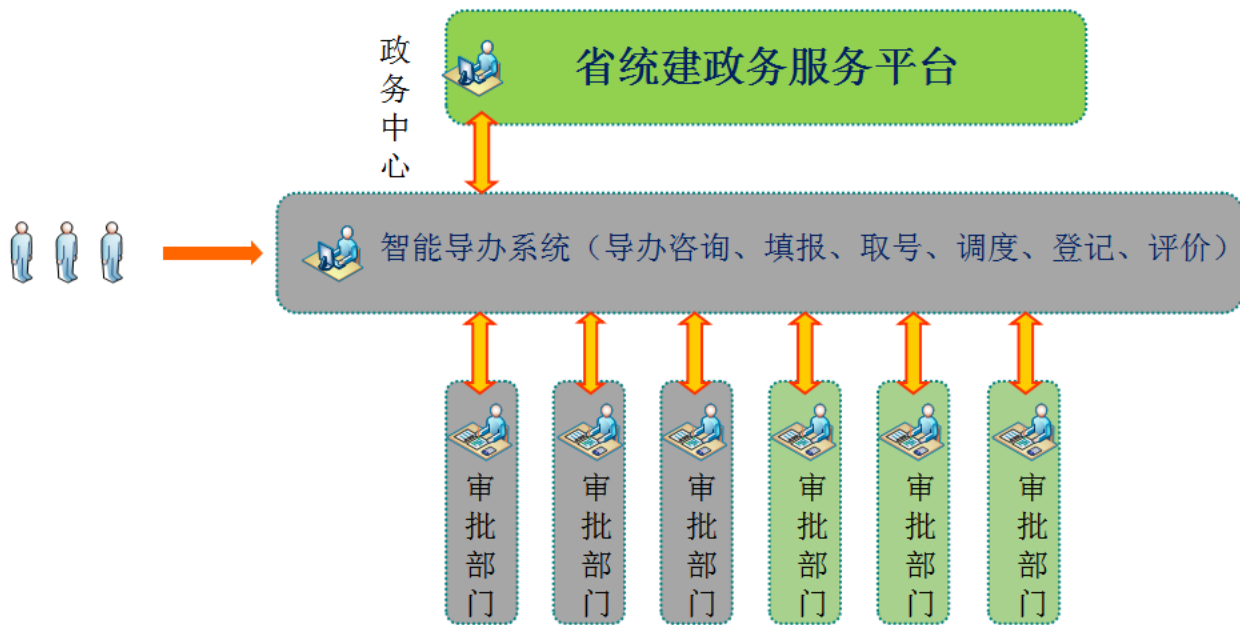 政务中心
省统建政务服务平台
智能导办系统（导办咨询、填报、取号、调度、登记、评价）
审批部门
审批部门
审批部门
审批部门
审批部门
审批部门